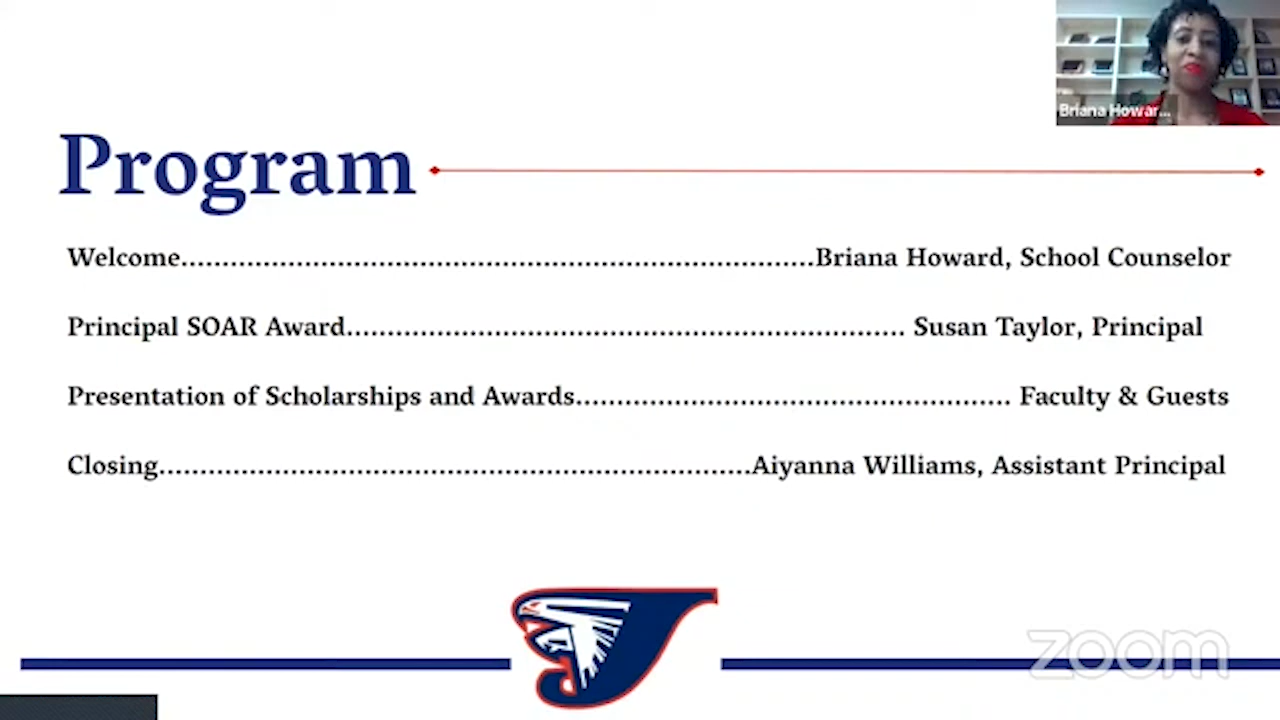 Briana Howar...
Program
Welcome...............................................................................Briana Howard, School Counselor
Principal SOAR Award..................................................................... Susan Taylor, Principal
Presentation of Scholarships and Awards..................................................... Faculty & Guests
Closing.........................................................................Aiyanna Williams, Assistant Principal
zoom